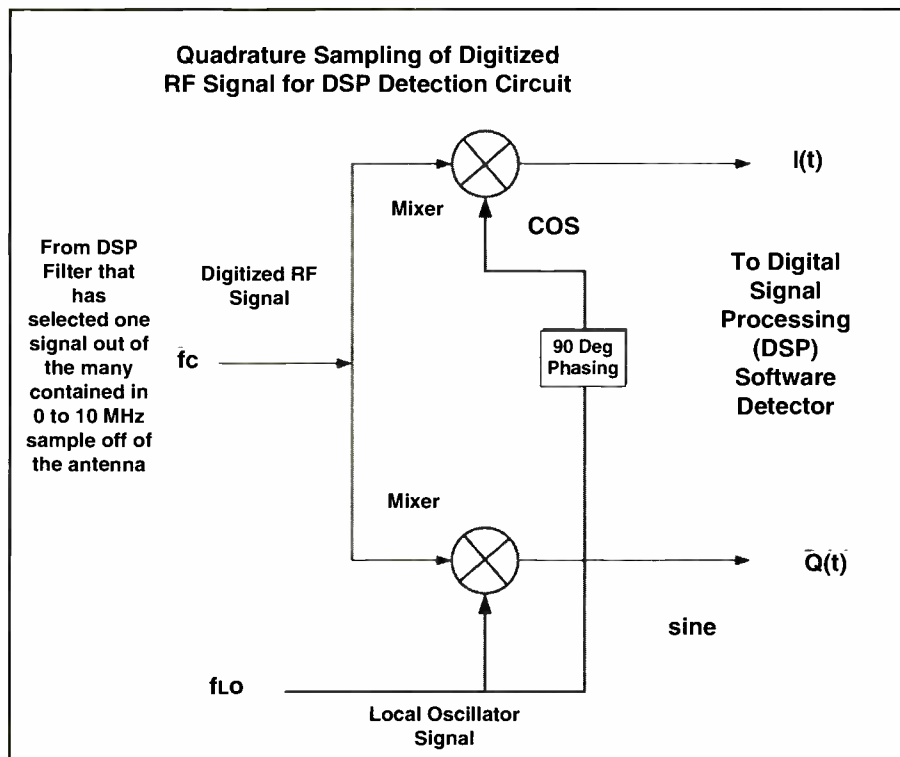 Quadrature Sampling of Digitized
RF Signal for DSP Detection Circuit
I(t)
Mixer
COS
From DSP
Filter that
has
selected one
signal out of
the many
contained in
0 to 10 MHz
sample off of
the antenna
Digitized RF
Signal
fc
90 Deg
Phasing
To Digital
Signal
Processing
(DSP)
Software
Detector
Mixer
Q(t)
sine
fLO
Local Oscillator
Signal